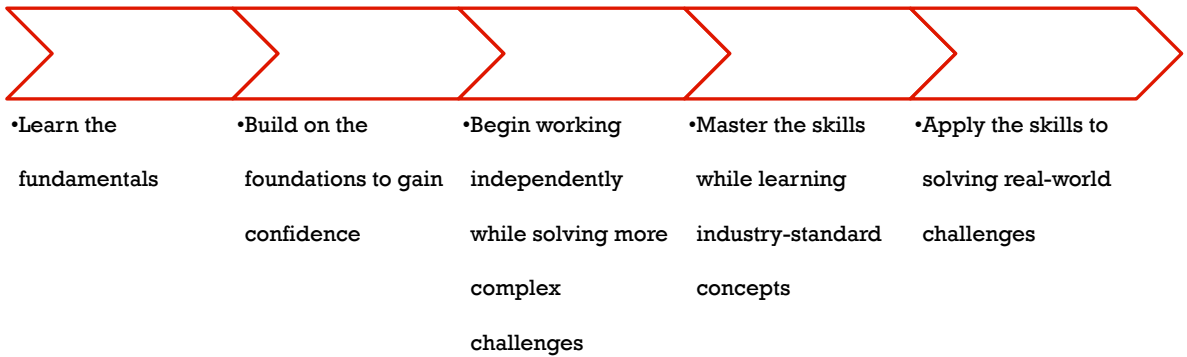 •Learn the
fundamentals
•Build on the
foundations to gain
confidence
•Begin working
independently
while solving more
complex
challenges
•Master the skills
while learning
industry-standard
concepts
•Apply the skills to
solving real-world
challenges